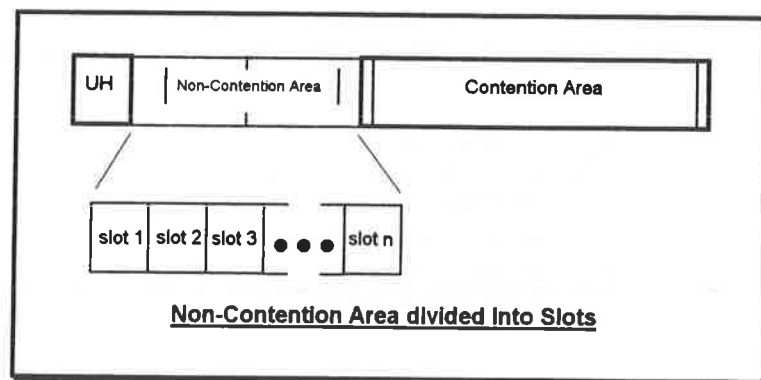 UH
Non-Contention Area
Contention Area
slot 1 slot 2 slot 3 slot n
Non-Contention Area divided into Slots